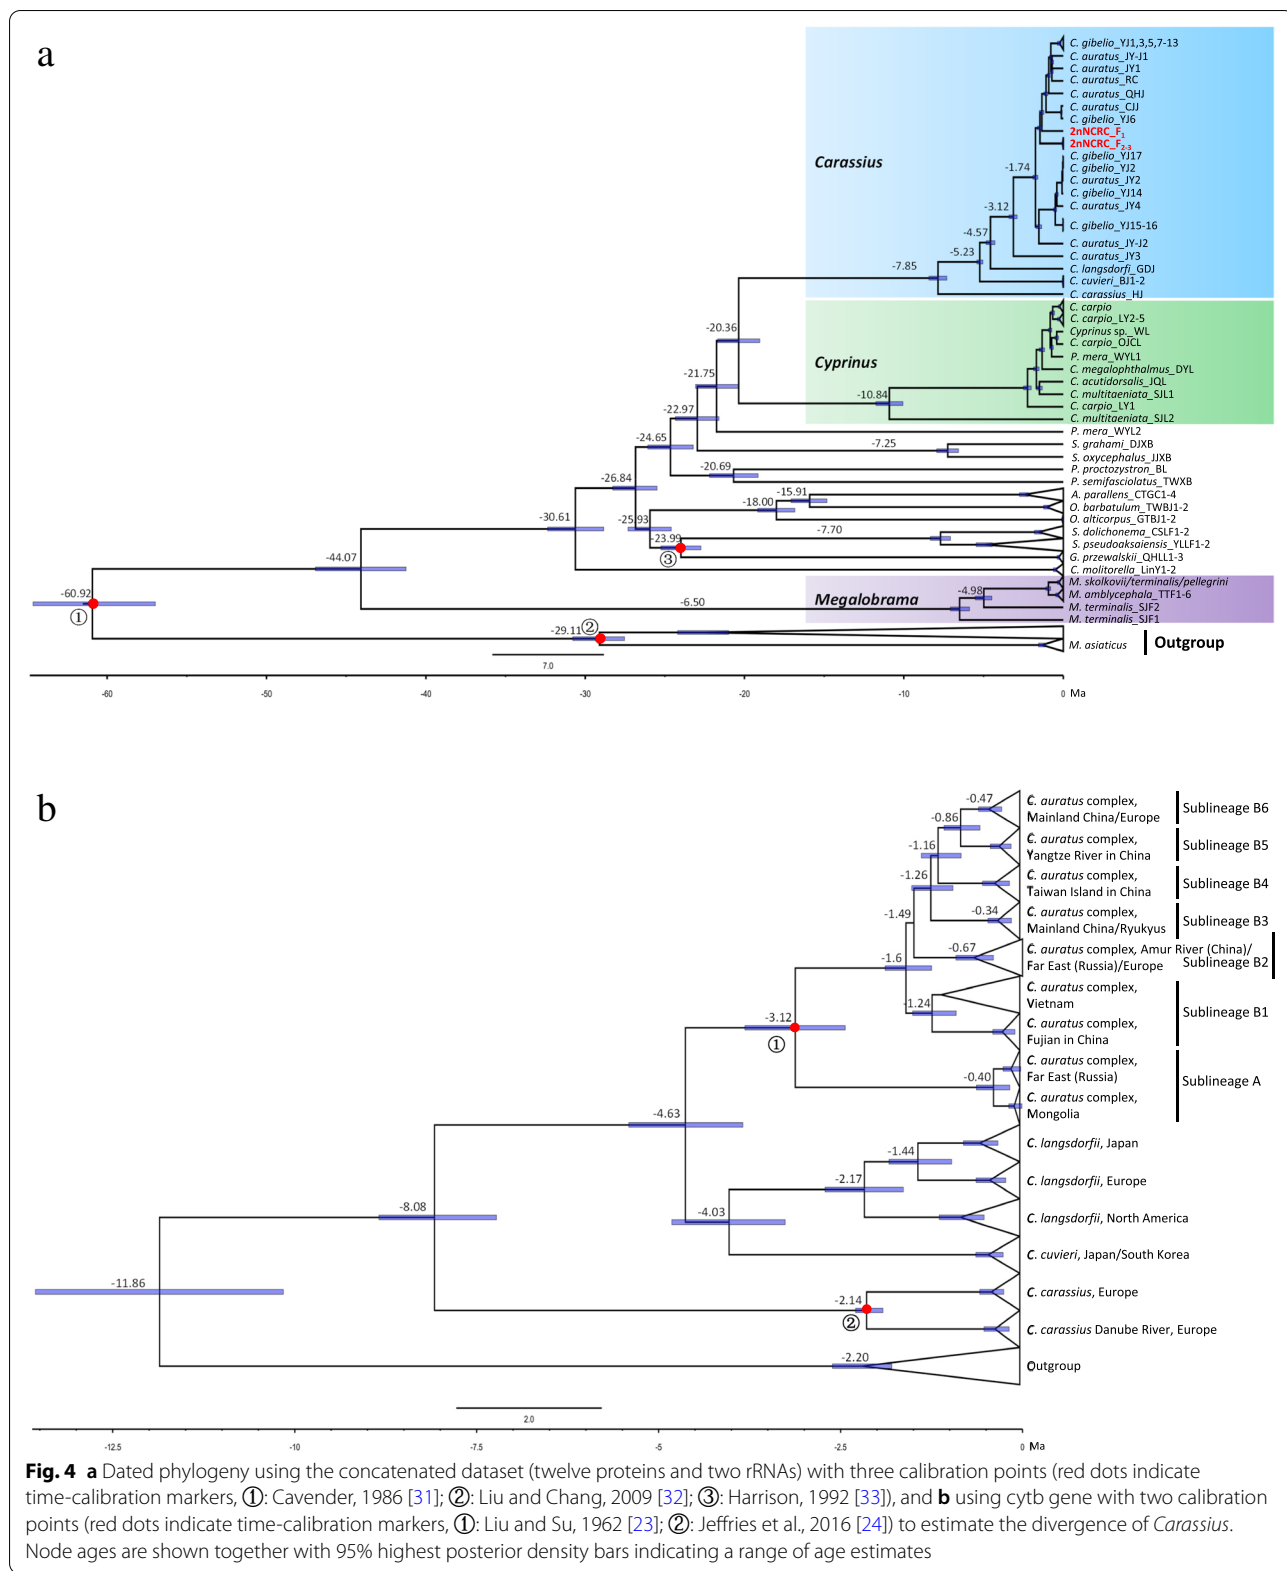 a
C. gibelio_YJ1,3,5,7-13
C. auratus_JY-J1
C. auratus_JY1
C. auratus_RC
C. auratus_QHJ
C. auratus_CJJ
C. gibelio_YJ6
2nNCRC_F1
2nNCRC_F2-3
C. gibelio_YJ17
C. gibelio_YJ2
C. auratus_JY2
C. gibelio_YJ14
C. auratus_JY4
C. gibelio_YJ15-16
C. auratus_JY-J2
C. auratus_JY3
C. langsdorfi_GDJ
C. cuvieri_BJ1-2
C. carassius_HJ
C. carpio
C. carpio_LY2-5
Cyprinus sp._WL
C. carpio_OJCL
P. mera_WYL1
C. megalophthalmus_DYL
C. acutidorsalis_JQL
C. multitaeniata_SJL1
C. carpio_LY1
C. multitaeniata_SJL2
P. mera_WYL2
S. grahami_DJXB
S. oxycephalus_JJXB
P. proctozystron_BL
P. semifasciolatus_TWXB
A. parallens_CTGC1-4
O. barbatulum_TWBJ1-2
O. alticorpus_GTBJ1-2
S. dolichonema_CSLF1-2
S. pseudoaksaiensis_YLLF1-2
G. przewalskii_QHLL1-3
C. molitorella_LinY1-2
M. skolkovii/terminalis/pellegrini
M. amblycephala_TTF1-6
M. terminalis_SJF2
M. terminalis_SJF1
M. asiaticus
Outgroup
Carassius
Cyprinus
Megalobrama
-1.74
-3.12
-4.57
-5.23
-7.85
-20.36
-21.75
-10.84
-22.97
-24.65
-7.25
-20.69
-26.84
-15.91
-18.00
-25.93
-30.61
-7.70
-23.99
③
-44.07
-60.92
①
-6.50
-4.98
-29.11
②
7.0
-60 -50 -40 -30 -20 -10 0 Ma
b
-0.47
C. auratus complex,
Mainland China/Europe
Sublineage B6
-0.86
C. auratus complex,
Yangtze River in China
Sublineage B5
-1.16
C. auratus complex,
Taiwan Island in China
Sublineage B4
-1.26
-0.34
C. auratus complex,
Mainland China/Ryukyus
Sublineage B3
-1.49
-0.67
C. auratus complex, Amur River (China)/
Far East (Russia)/Europe
Sublineage B2
-1.6
C. auratus complex,
Vietnam
-1.24
Sublineage B1
C. auratus complex,
Fujian in China
-3.12
①
C. auratus complex,
Far East (Russia)
-0.40
Sublineage A
C. auratus complex,
Mongolia
-4.63
C. langsdorfii, Japan
-1.44
-2.17
C. langsdorfii, Europe
-4.03
C. langsdorfii, North America
-8.08
C. cuvieri, Japan/South Korea
-11.86
C. carassius, Europe
-2.14
②
C. carassius Danube River, Europe
-2.20
Outgroup
2.0
-12.5 -10 -7.5 -5 -2.5 0 Ma
Fig. 4 a Dated phylogeny using the concatenated dataset (twelve proteins and two rRNAs) with three calibration points (red dots indicate
time-calibration markers, ①: Cavender, 1986 [31]; ②: Liu and Chang, 2009 [32]; ③: Harrison, 1992 [33]), and b using cytb gene with two calibration
points (red dots indicate time-calibration markers, ①: Liu and Su, 1962 [23]; ②: Jeffries et al., 2016 [24]) to estimate the divergence of Carassius.
Node ages are shown together with 95% highest posterior density bars indicating a range of age estimates